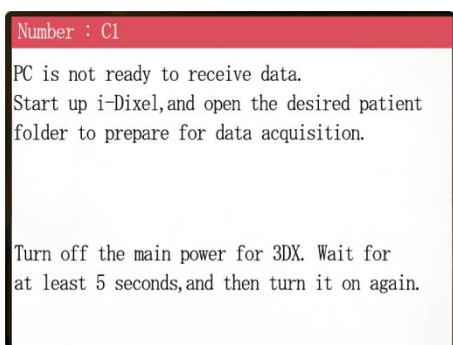 Number : C1
PC is not ready to receive data.
Start up i-Dixel,and open the desired patient
folder to prepare for data acquisition.
Turn off the main power for 3DX. Wait for
at least 5 seconds,and then turn it on again.